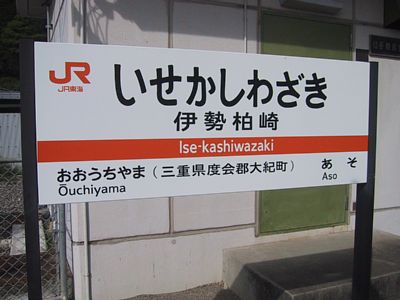 JR
JR東海
いせかしわざき
伊勢柏崎
Ise-kashiwazaki
おおうちやま (三重県度会郡大紀町) あそ
Ōuchiyama Aso